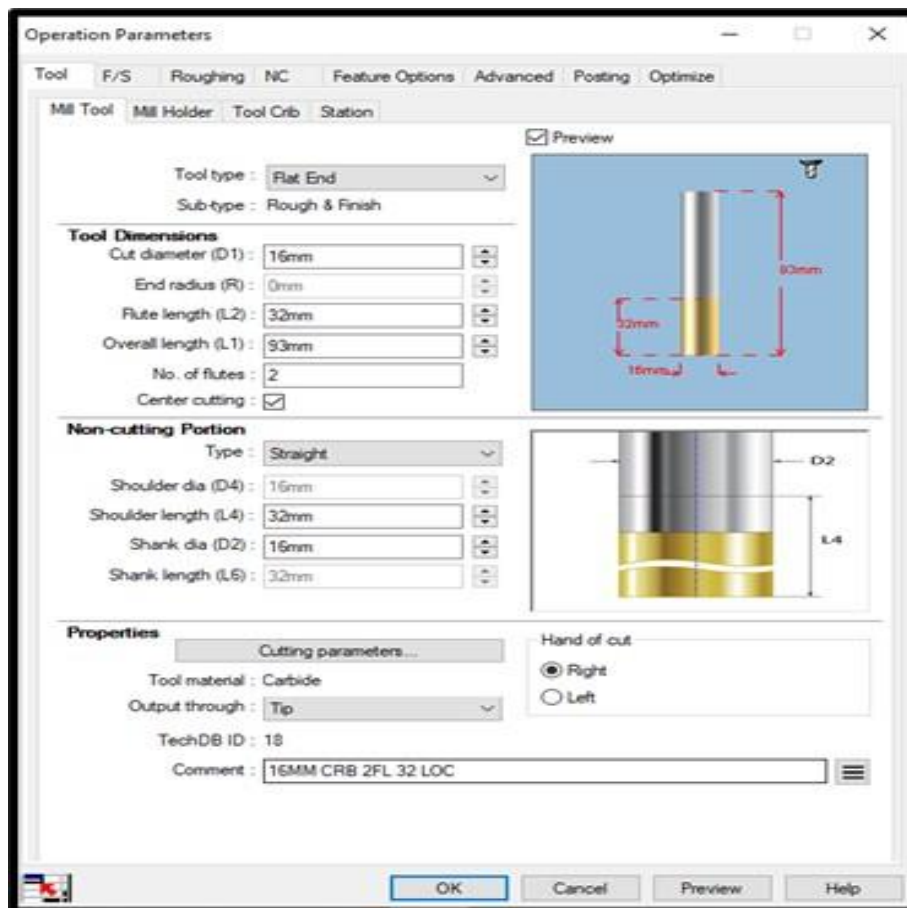 Operation Parameters
Tool F/S Roughing NC Feature Options Advanced Posting Optimize
Mill Tool Mill Holder Tool Crib Station
Preview
Tool type : Flat End
Sub-type : Rough & Finish
Tool Dimensions
Cut diameter (D1) : 16mm
End radius (R) : 0mm
Flute length (L2) : 32mm
Overall length (L1) : 93mm
No. of flutes : 2
Center cutting :
93mm
32mm
16mm
Non-cutting Portion
Type : Straight
Shoulder dia (D4) : 16mm
Shoulder length (L4) : 32mm
Shank dia (D2) : 16mm
Shank length (L6) : 32mm
D2
L4
Properties
Cutting parameters...
Tool material : Carbide
Output through : Tip
TechDB ID : 18
Comment : 16MM CRB 2FL 32 LOC
Hand of cut
Right
Left
OK Cancel Preview Help